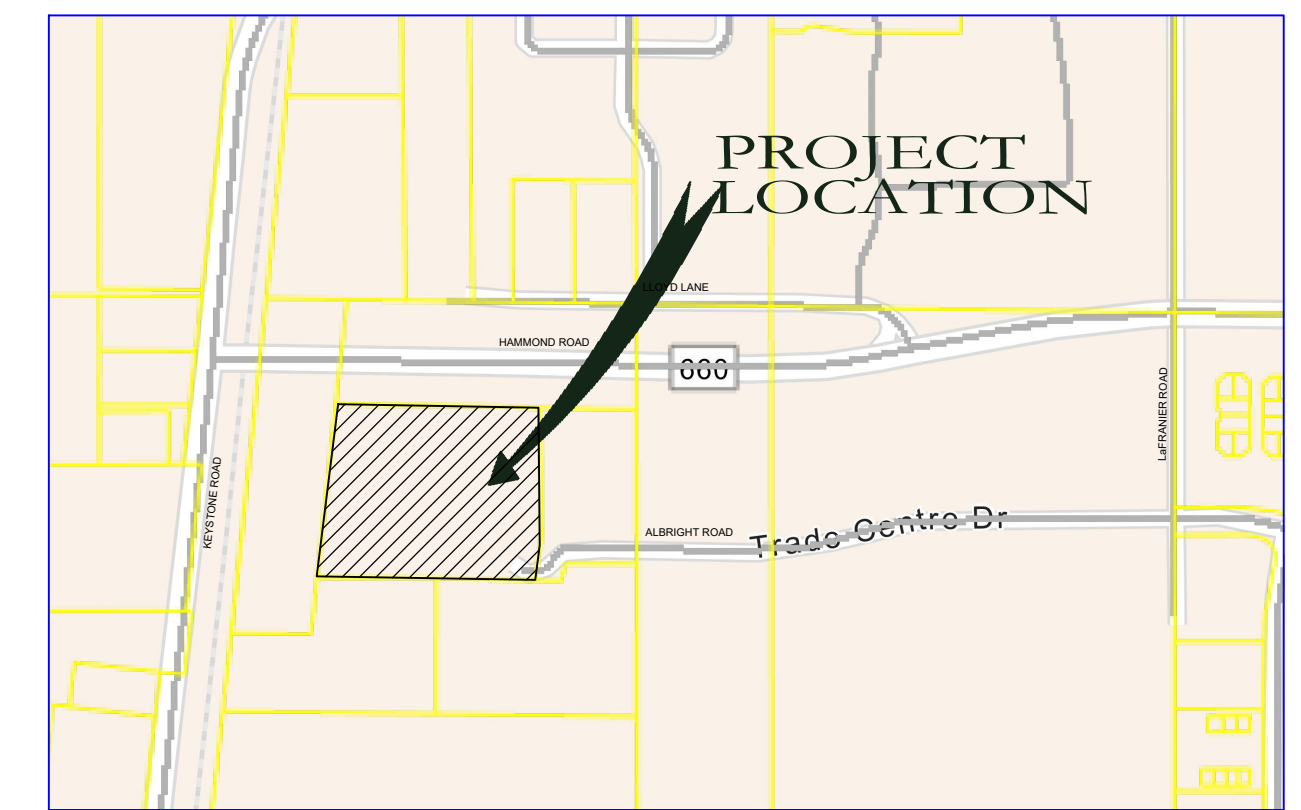 PROJECT
LOCATION
LLOYD LANE
HAMMOND ROAD
660
LaFRANIER ROAD
KEYSTONE ROAD
ALBRIGHT ROAD
Trade Centre Dr